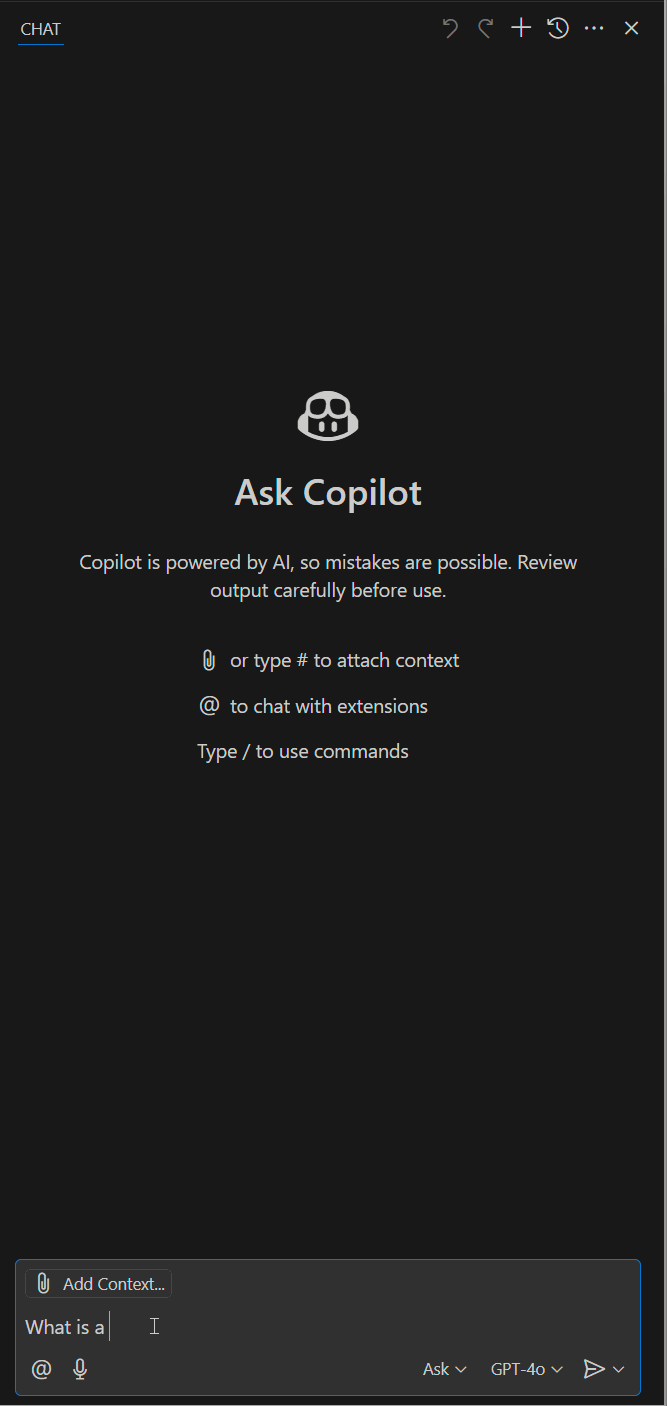 CHAT
Ask Copilot
Copilot is powered by AI, so mistakes are possible. Review
output carefully before use.
or type # to attach context
@ to chat with extensions
Type / to use commands
Add Context...
What is a
@ Ask GPT-4o